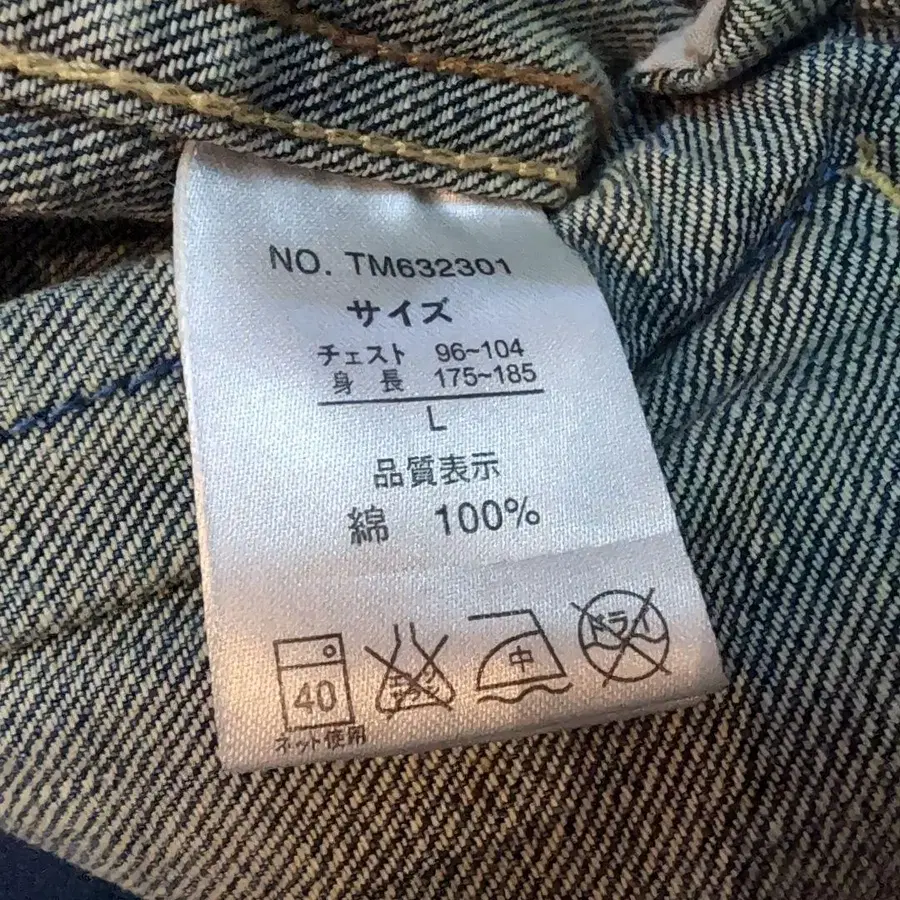 NO. TM632301
サイズ
チェスト 96~104
身長 175~185
L
品質表示
綿 100%
40
中
ドライ
ネット使用